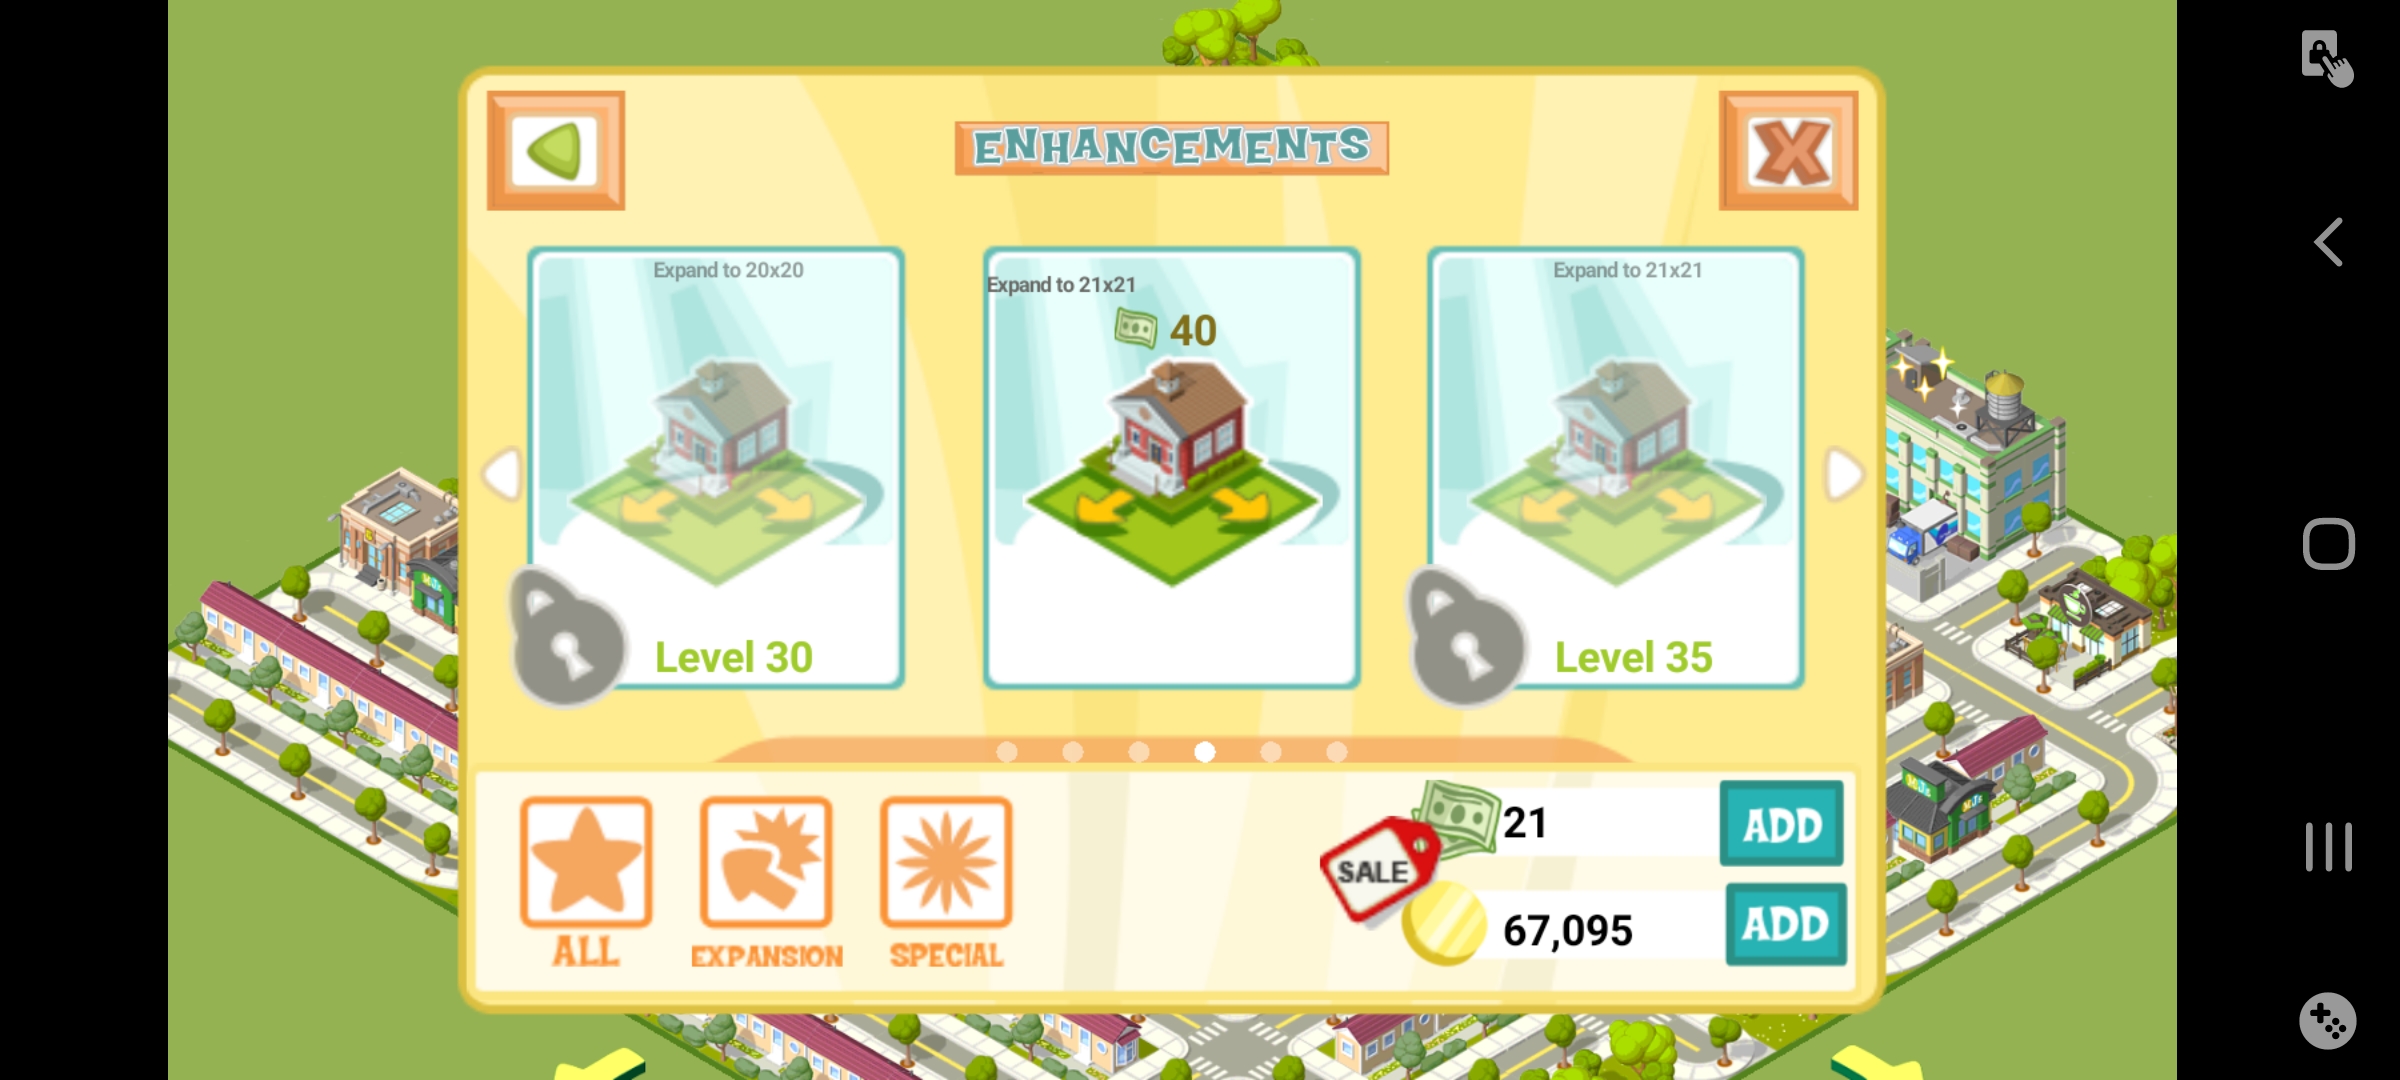 ENHANCEMENTS
Expand to 20x20
Level 30
Expand to 21x21
40
Expand to 21x21
Level 35
ALL
EXPANSION
SPECIAL
SALE
21
ADD
67,095
ADD